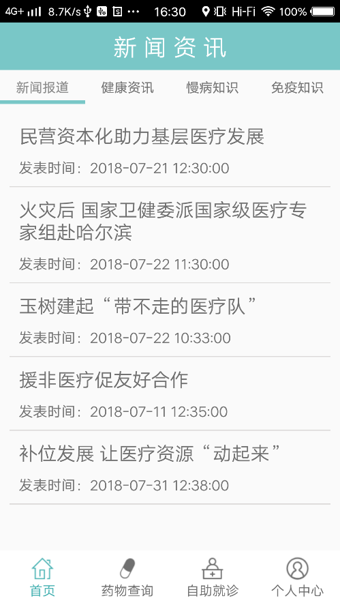 4G+ 8.7K/s 16:30 Hi-Fi 100%
新闻资讯
新闻报道 健康资讯 慢病知识 免疫知识
民营资本化助力基层医疗发展
发表时间：2018-07-21 12:30:00
火灾后 国家卫健委派国家级医疗专
家组赴哈尔滨
发表时间：2018-07-22 11:30:00
玉树建起“带不走的医疗队”
发表时间：2018-07-22 10:33:00
援非医疗促友好合作
发表时间：2018-07-11 12:35:00
补位发展 让医疗资源“动起来”
发表时间：2018-07-31 12:38:00
首页 药物查询 自助就诊 个人中心